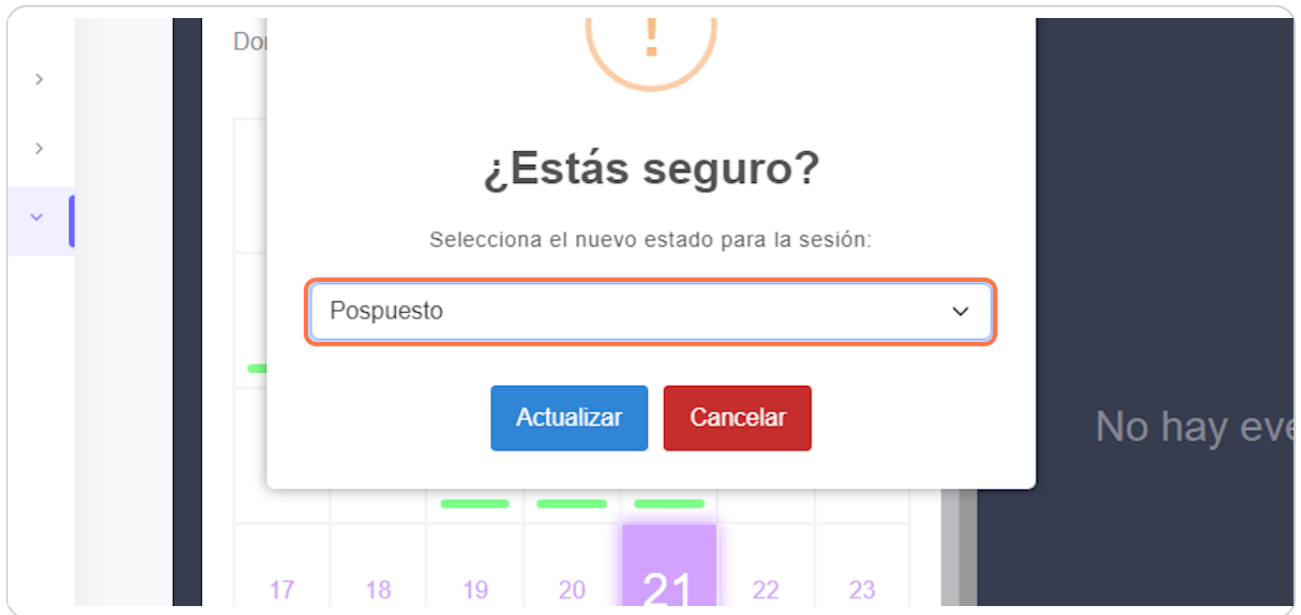 ¿Estás seguro?
Selecciona el nuevo estado para la sesión:
Pospuesto
Actualizar Cancelar
No hay
17 18 19 20 21 22 23